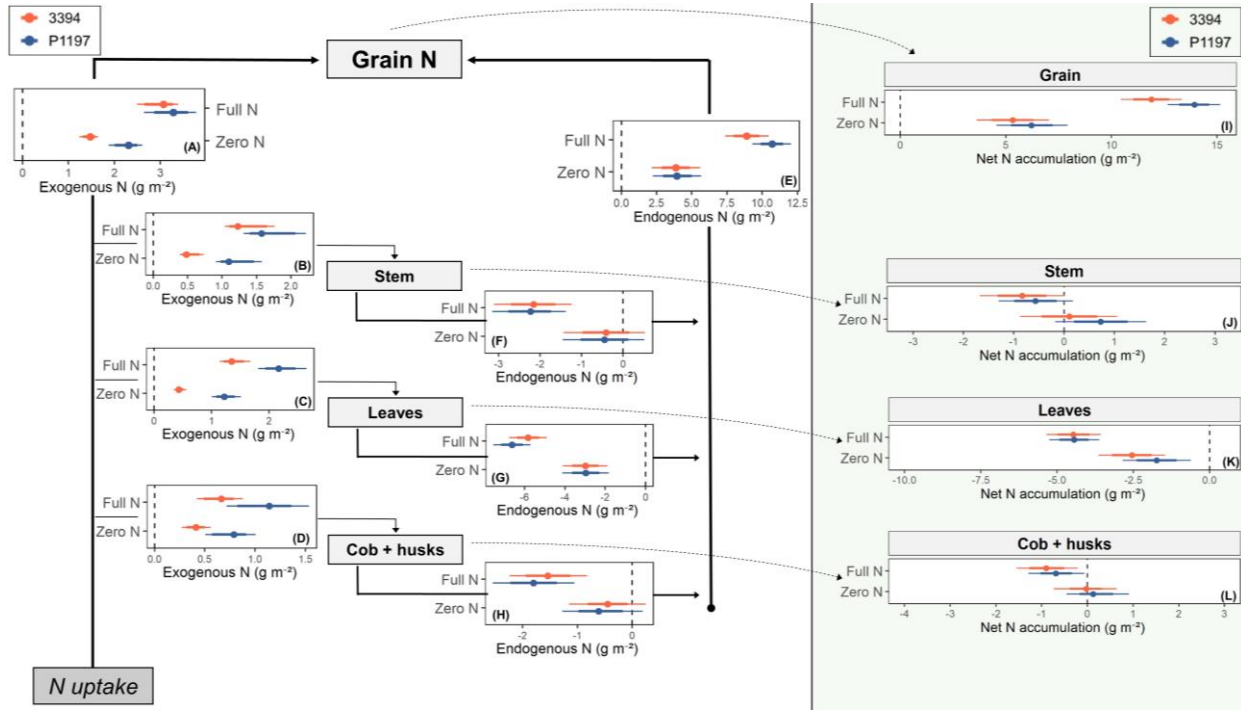 3394
P1197
Grain N
Full N
Zero N
(A)
0 1 2 3
Exogenous N (g m⁻²)
Full N
Zero N
(E)
0.0 2.5 5.0 7.5 10.0 12.5
Endogenous N (g m⁻²)
Full N
Zero N
(B)
0.0 0.5 1.0 1.5 2.0
Exogenous N (g m⁻²)
Stem
Full N
Zero N
(F)
-3 -2 -1 0
Endogenous N (g m⁻²)
Full N
Zero N
(C)
0 1 2
Exogenous N (g m⁻²)
Leaves
Full N
Zero N
(G)
-6 -4 -2 0
Endogenous N (g m⁻²)
Full N
Zero N
(D)
0.0 0.5 1.0 1.5
Exogenous N (g m⁻²)
Cob + husks
Full N
Zero N
(H)
-2 -1 0
Endogenous N (g m⁻²)
N uptake
3394
P1197
Grain
Full N
Zero N
(I)
0 5 10 15
Net N accumulation (g m⁻²)
Stem
Full N
Zero N
(J)
-3 -2 -1 0 1 2 3
Net N accumulation (g m⁻²)
Leaves
Full N
Zero N
(K)
-10.0 -7.5 -5.0 -2.5 0.0
Net N accumulation (g m⁻²)
Cob + husks
Full N
Zero N
(L)
-4 -3 -2 -1 0 1 2 3
Net N accumulation (g m⁻²)